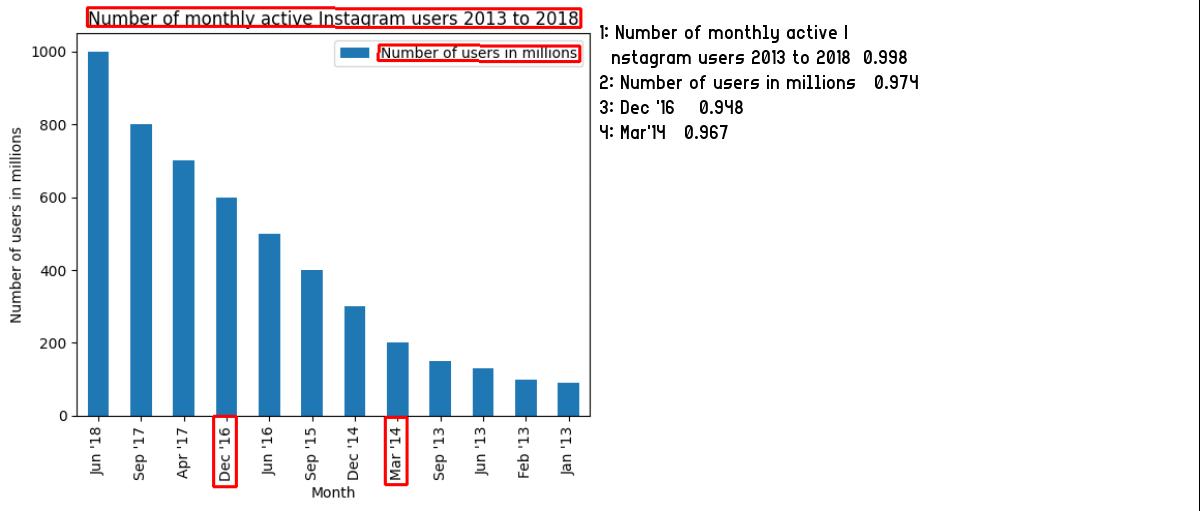 Number of monthly active Instagram users 2013 to 2018
Number of users in millions
Number of users in millions
1000
800
600
400
200
0
Jun '18
Sep '17
Apr '17
Dec '16
Jun '16
Sep '15
Dec '14
Mar '14
Sep '13
Jun '13
Feb '13
Jan '13
Month
1: Number of monthly active I
nstagram users 2013 to 2018 0.998
2: Number of users in millions 0.974
3: Dec '16 0.948
4: Mar'14 0.967